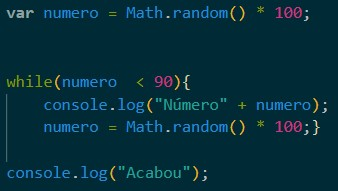 var numero = Math.random() * 100;
while(numero < 90){
console.log("Número" + numero);
numero = Math.random() * 100;}
console.log("Acabou");